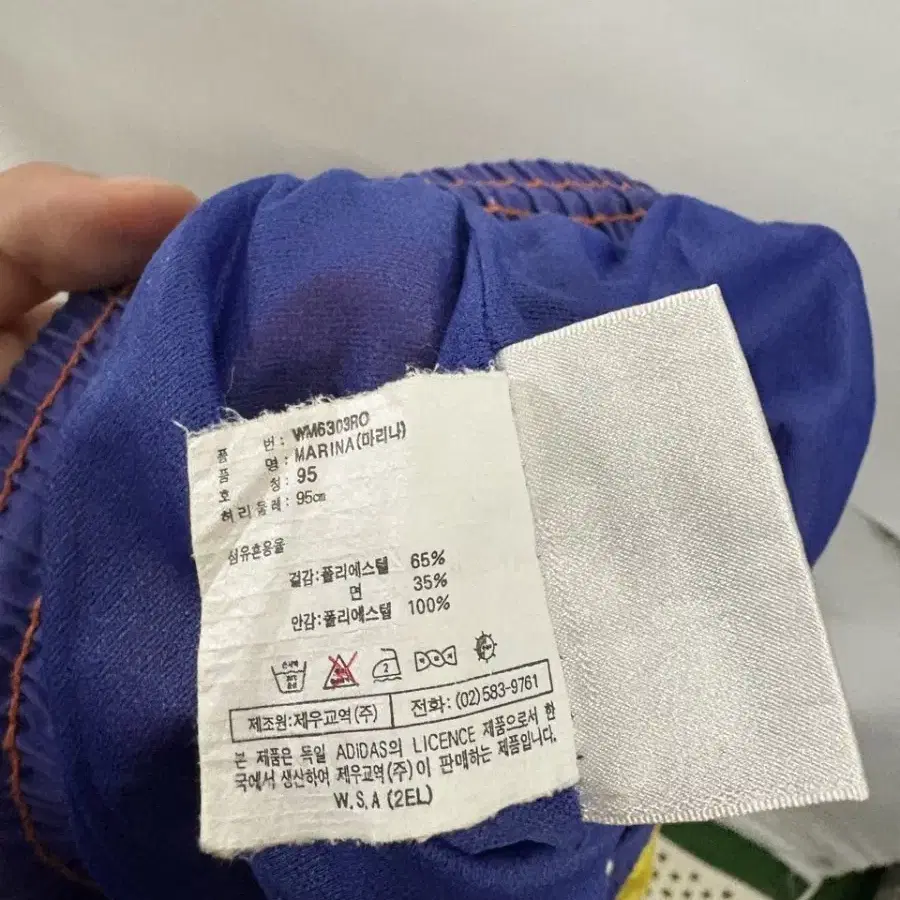 품 번: WM6303RO
품 명: MARINA(마리나)
호 칭: 95
허리둘레: 95㎝
섬유혼용율
겉감:폴리에스텔 65%
면 35%
안감:폴리에스텔 100%
2
제조원:제우교역(주) 전화: (02)583-9761
본 제품은 독일 ADIDAS의 LICENCE 제품으로서 한
국에서 생산하여 제우교역(주)이 판매하는 제품입니다.
W.S.A (2EL)